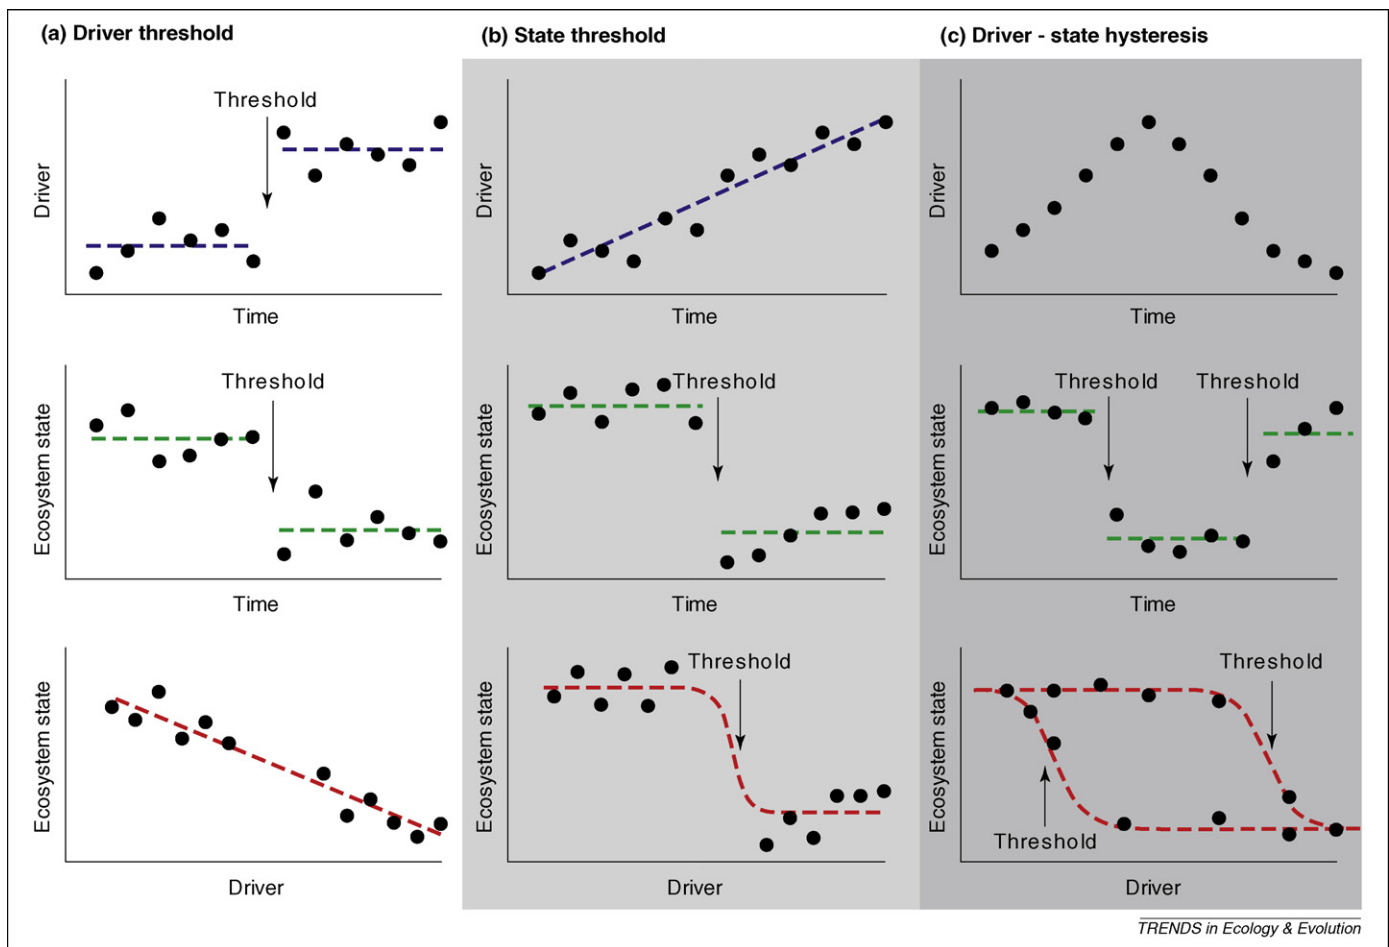 (a) Driver threshold
(b) State threshold
(c) Driver - state hysteresis
Threshold
Driver
Time
Driver
Time
Driver
Time
Threshold
Ecosystem state
Time
Threshold
Ecosystem state
Time
Threshold
Threshold
Ecosystem state
Time
Ecosystem state
Driver
Threshold
Ecosystem state
Driver
Threshold
Threshold
Ecosystem state
Driver
TRENDS in Ecology & Evolution